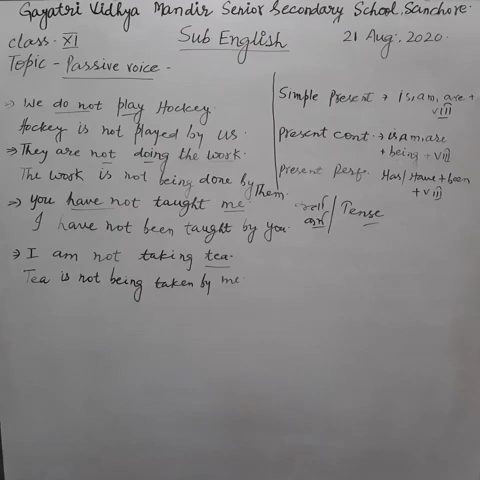 Gayatri Vidhya Mandir Senior Secondary School, Sanchore.
class. XI Sub English 21 Aug. 2020.
Topic - Passive voice -
We do not play Hockey.
Hockey is not played by us.
⇒ They are not doing the work.
The work is not being done by Them.
⇒ you have not taught me
I have not been taught by you.
⇒ I am not taking tea.
Tea is not being taken by me.
Simple Present → is, am, are + VIII
Present cont → is am, are
+ being + VIII
Present Perf. Has/Have + been
+ VIII
/ Tense